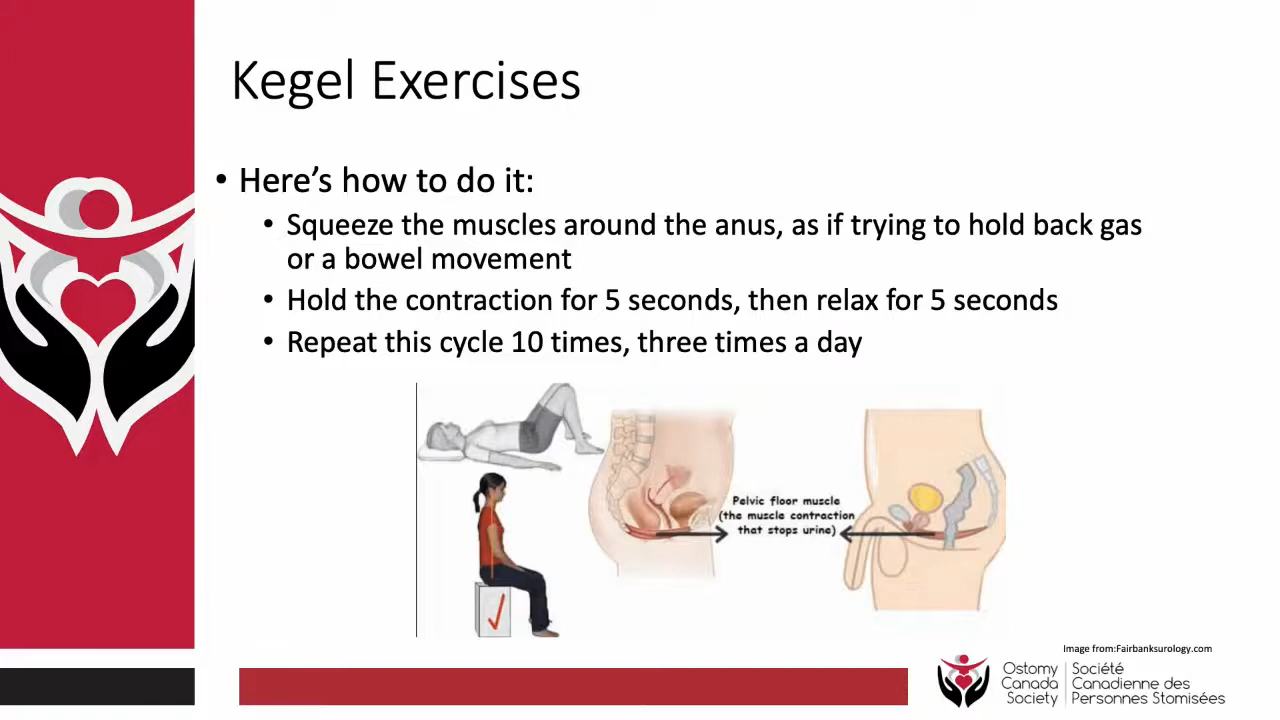 Kegel Exercises
• Here’s how to do it:
• Squeeze the muscles around the anus, as if trying to hold back gas
or a bowel movement
• Hold the contraction for 5 seconds, then relax for 5 seconds
• Repeat this cycle 10 times, three times a day
Pelvic floor muscle
(the muscle contraction
that stops urine)
Image from:Fairbanksurology.com
Ostomy
Canada
Society
Société
Canadienne des
Personnes Stomisées